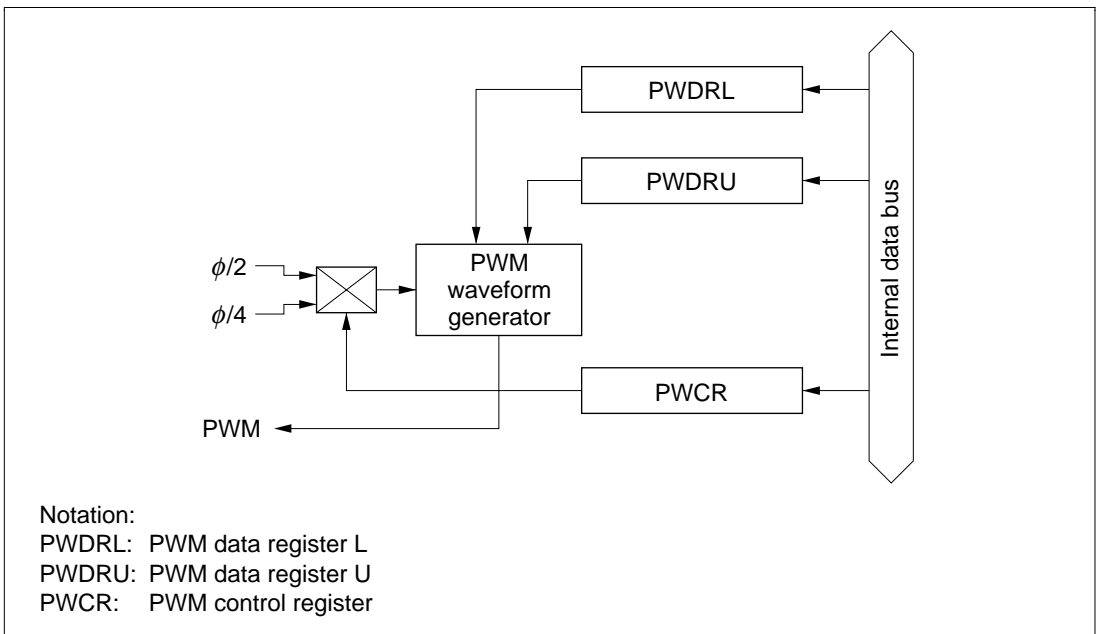 PWDRL
PWDRU
Internal data bus
ϕ/2
ϕ/4
PWM
waveform
generator
PWCR
PWM
Notation:
PWDRL: PWM data register L
PWDRU: PWM data register U
PWCR: PWM control register